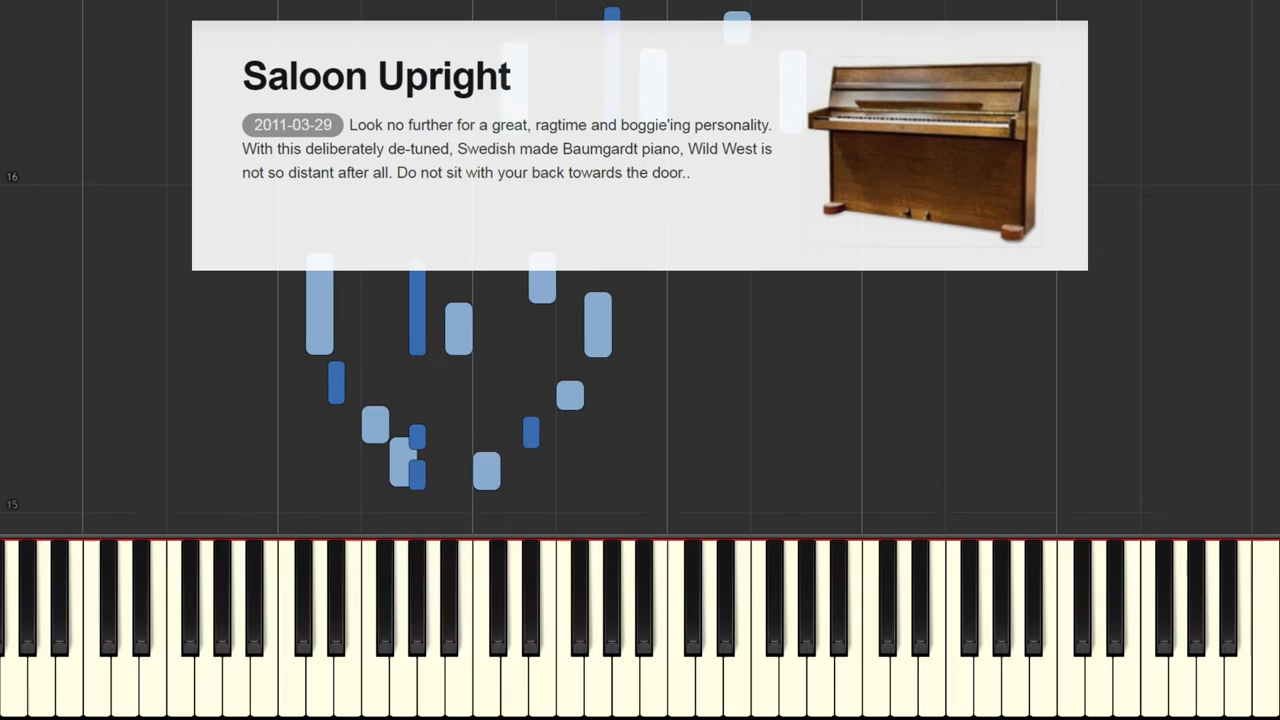 Saloon Upright
2011-03-29 Look no further for a great, ragtime and boggie'ing personality.
With this deliberately de-tuned, Swedish made Baumgardt piano, Wild West is
not so distant after all. Do not sit with your back towards the door..
16
15